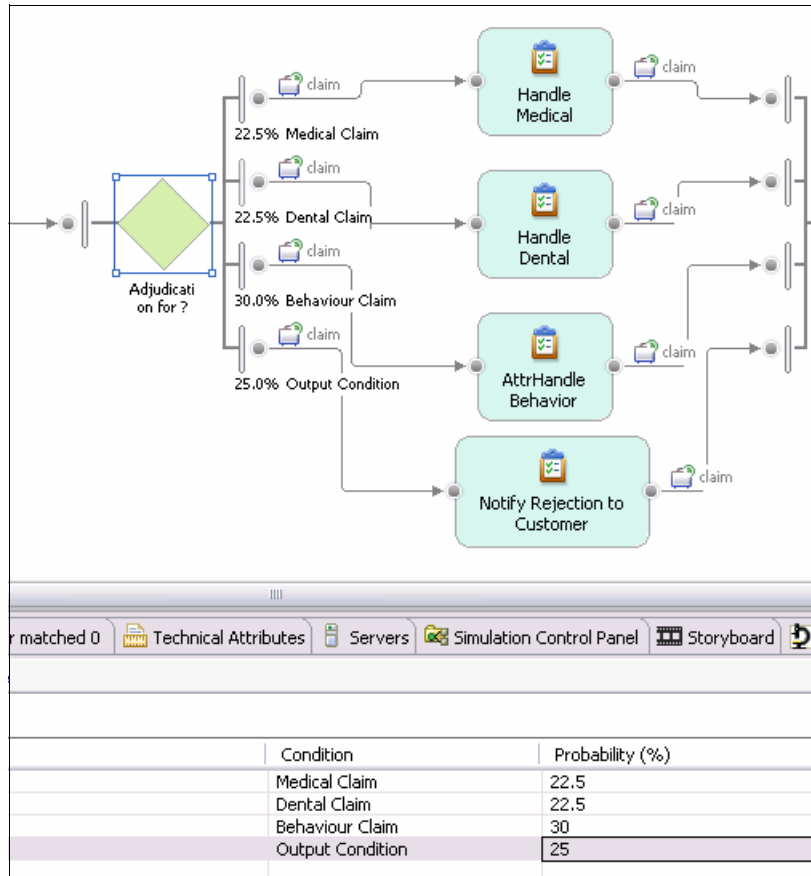 claim
22.5% Medical Claim
Handle
Medical
claim
claim
22.5% Dental Claim
Handle
Dental
claim
Adjudicati
on for ?
claim
30.0% Behaviour Claim
AttrHandle
Behavior
claim
claim
25.0% Output Condition
Notify Rejection to
Customer
claim
r matched 0
Technical Attributes
Servers
Simulation Control Panel
Storyboard
Condition Probability (%)
Medical Claim 22.5
Dental Claim 22.5
Behaviour Claim 30
Output Condition 25